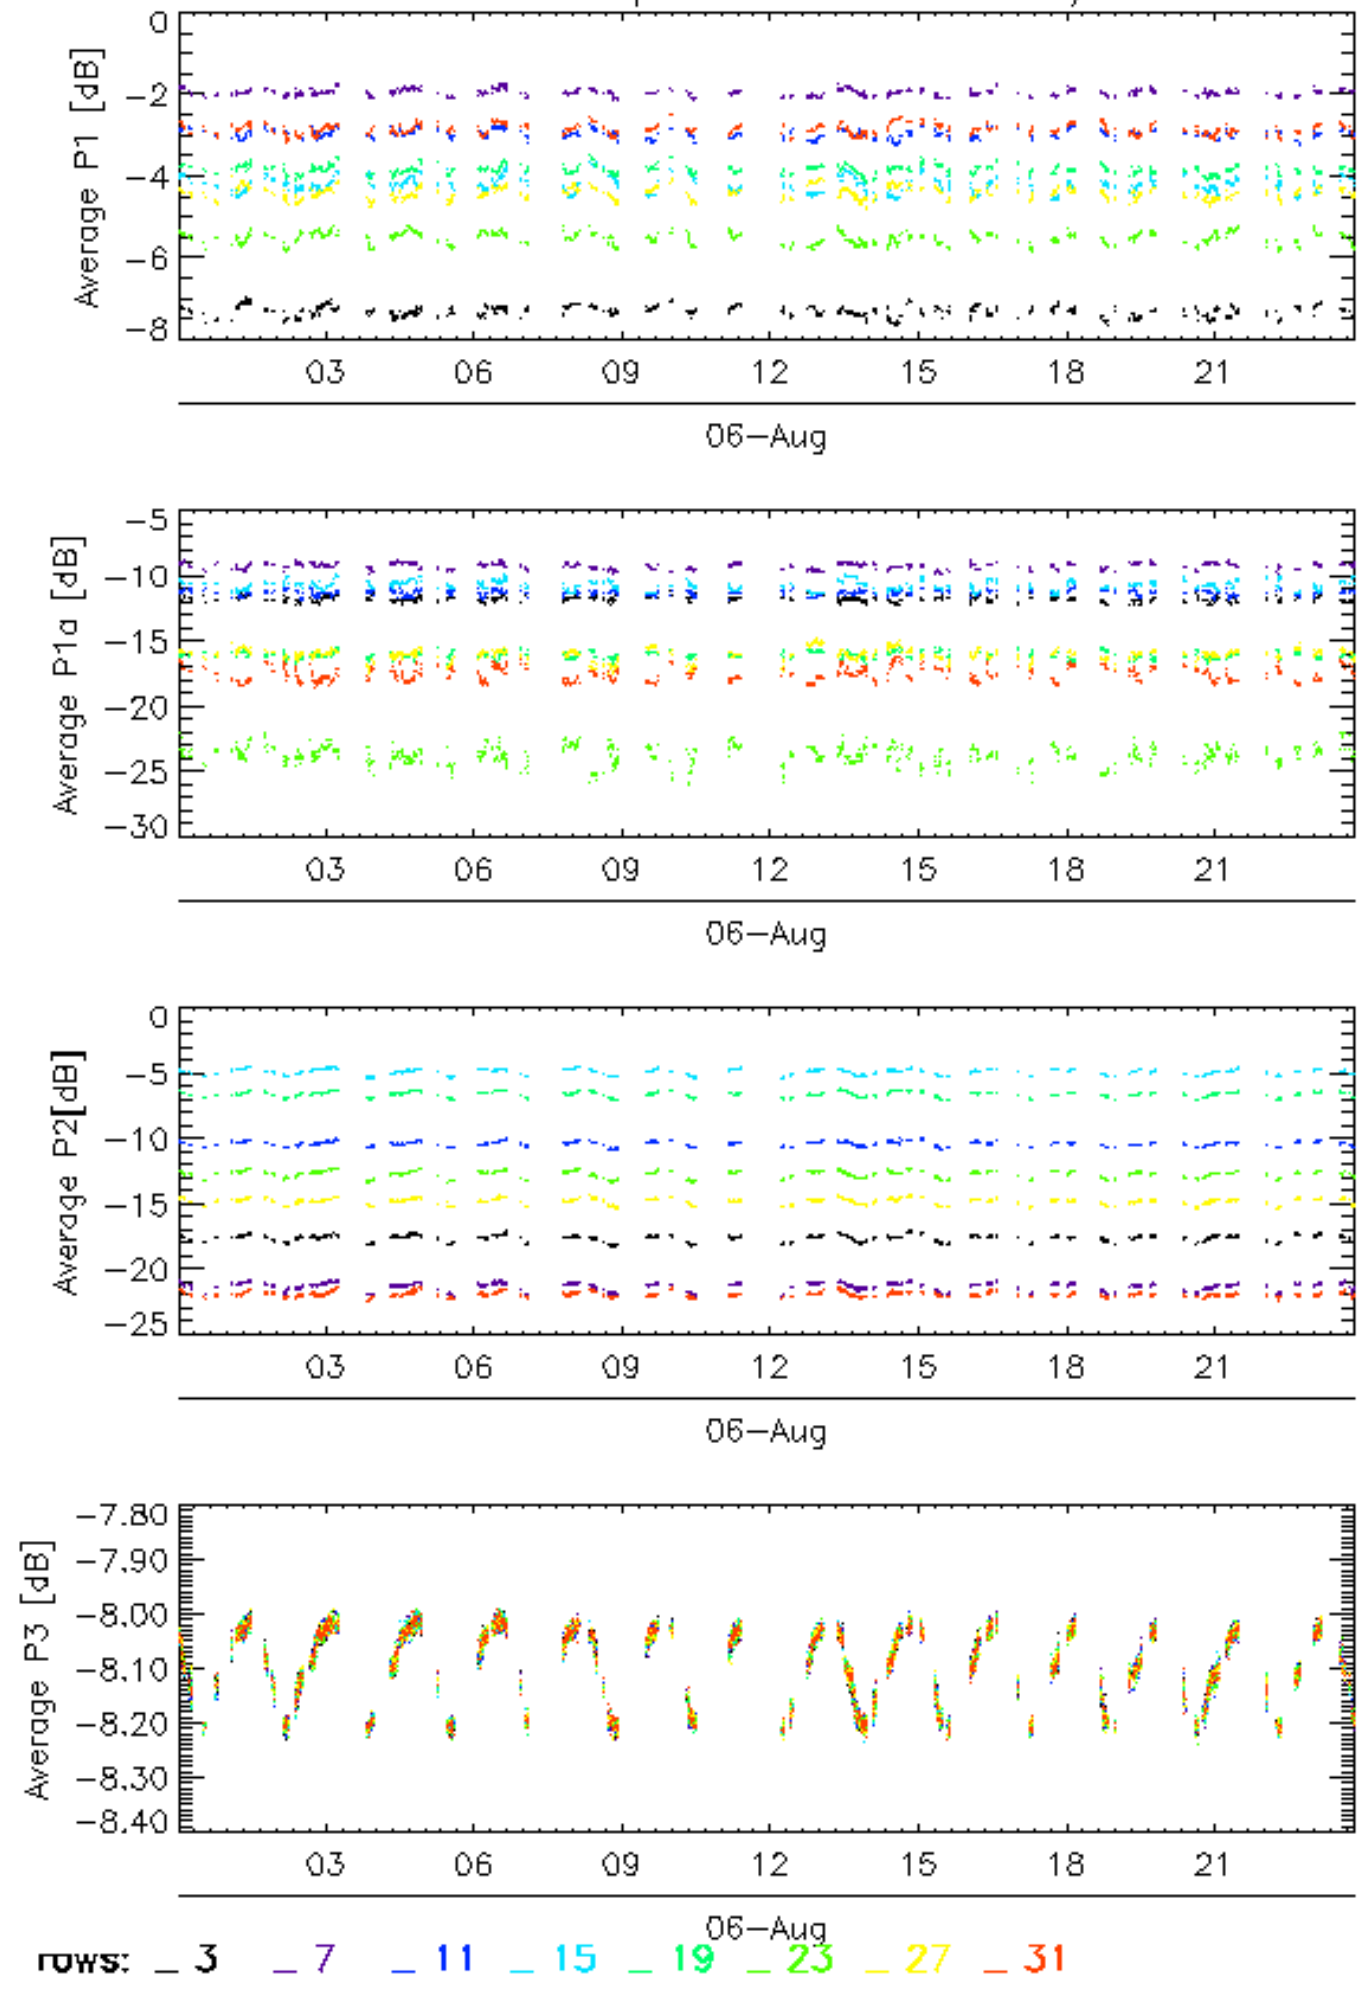 0
-2
-4
-6
-8
Average P1 [dB]
03 06 09 12 15 18 21
06-Aug
-5
-10
-15
-20
-25
-30
Average P1a [dB]
03 06 09 12 15 18 21
06-Aug
0
-5
-10
-15
-20
-25
Average P2[dB]
03 06 09 12 15 18 21
06-Aug
-7.80
-7.90
-8.00
-8.10
-8.20
-8.30
-8.40
Average P3 [dB]
03 06 09 12 15 18 21
06-Aug
rows: _ 3 _ 7 _ 11 _ 15 _ 19 _ 23 _ 27 _ 31